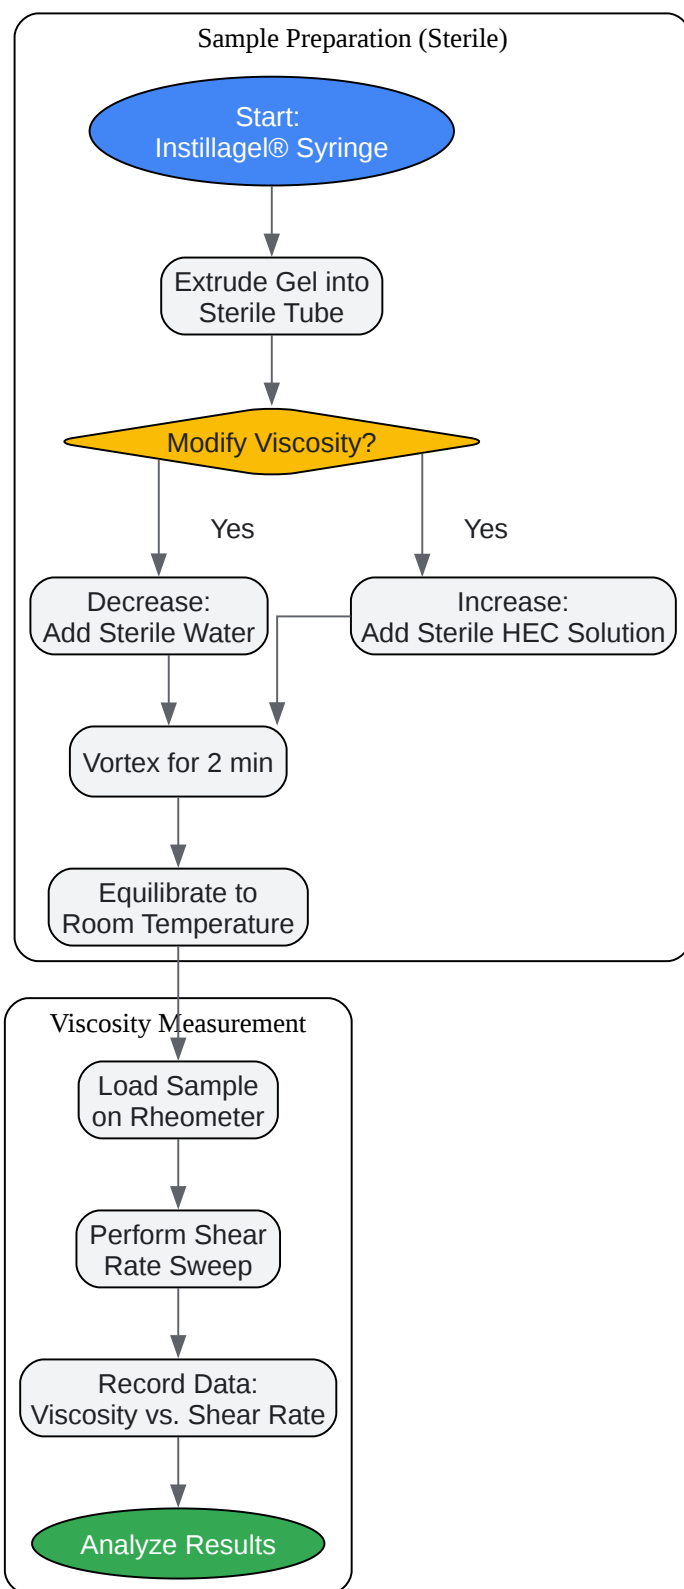 Sample Preparation (Sterile)
Start:
Instillagel® Syringe
Extrude Gel into
Sterile Tube
Modify Viscosity?
Yes
Yes
Decrease:
Add Sterile Water
Increase:
Add Sterile HEC Solution
Vortex for 2 min
Equilibrate to
Room Temperature
Viscosity Measurement
Load Sample
on Rheometer
Perform Shear
Rate Sweep
Record Data:
Viscosity vs. Shear Rate
Analyze Results